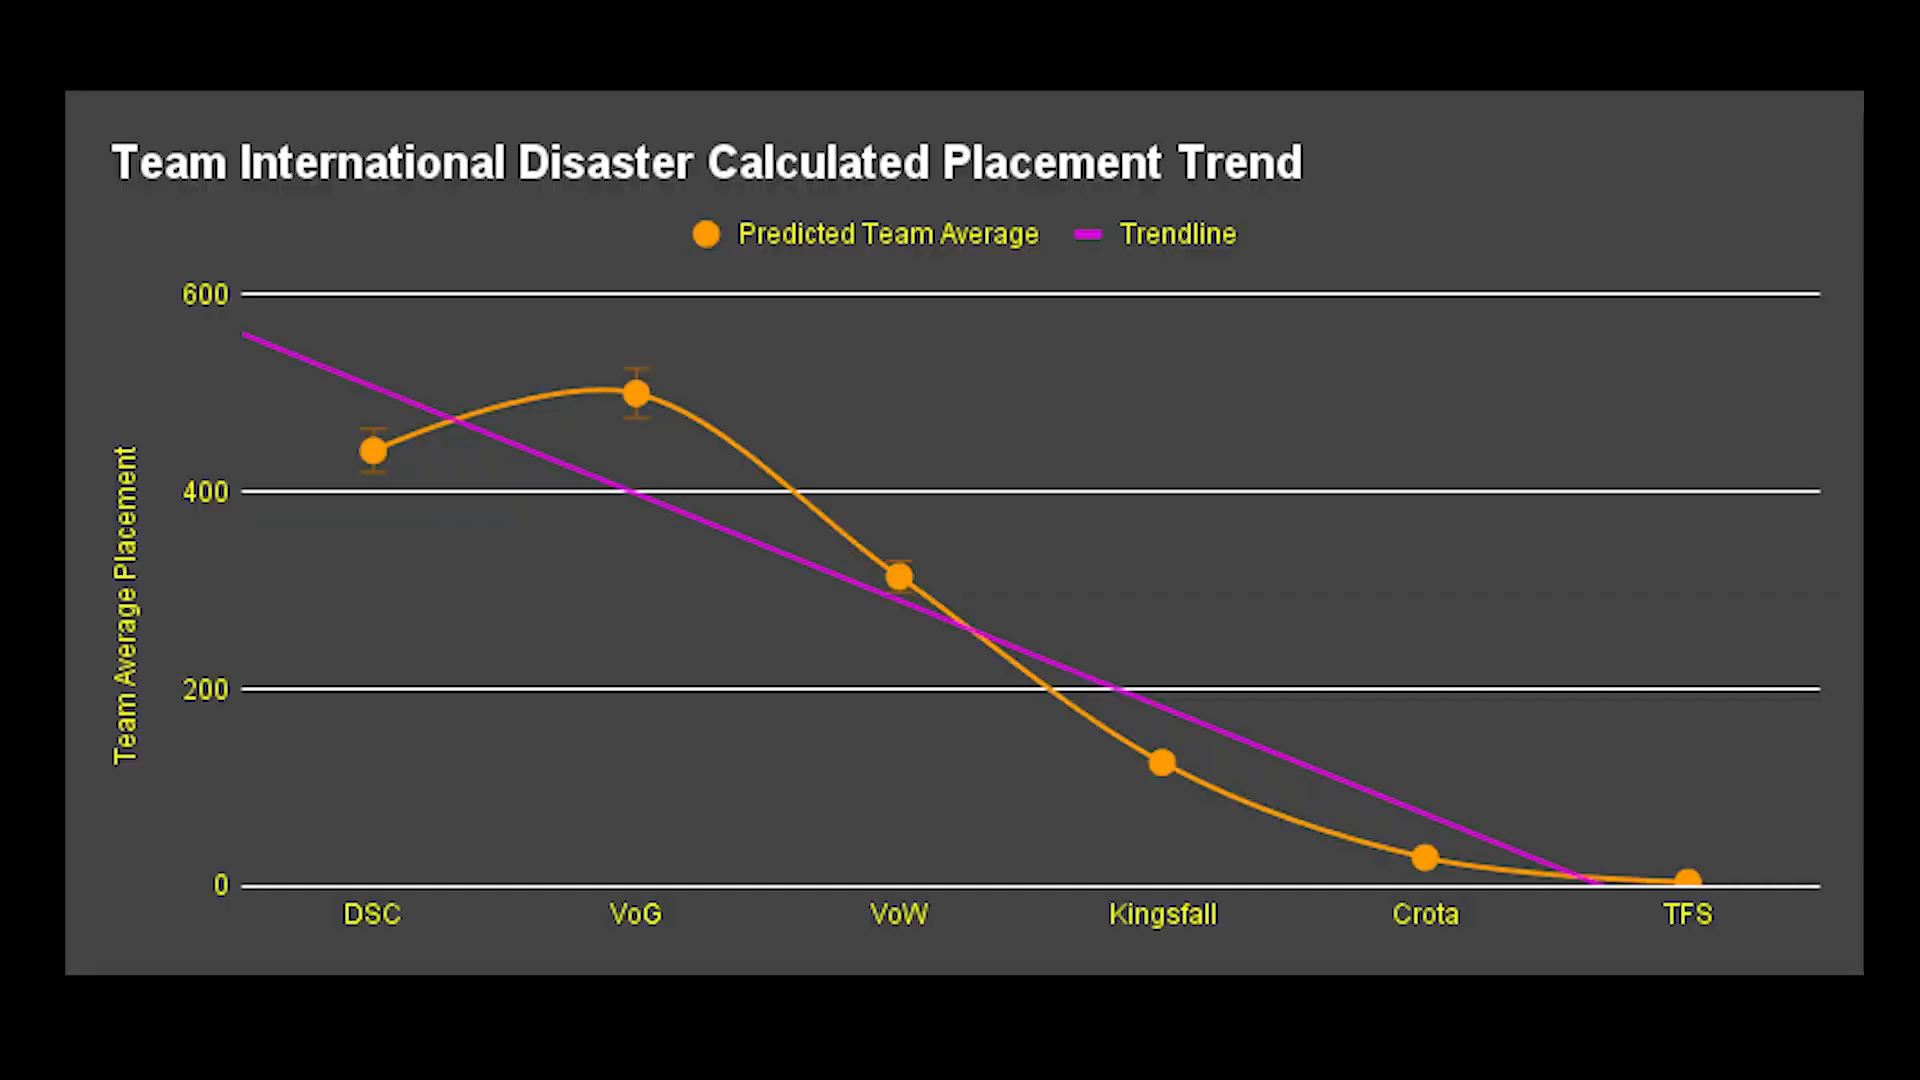 Team International Disaster Calculated Placement Trend
Predicted Team Average
Trendline
600
400
200
0
Team Average Placement
DSC
VoG
VoW
Kingsfall
Crota
TFS